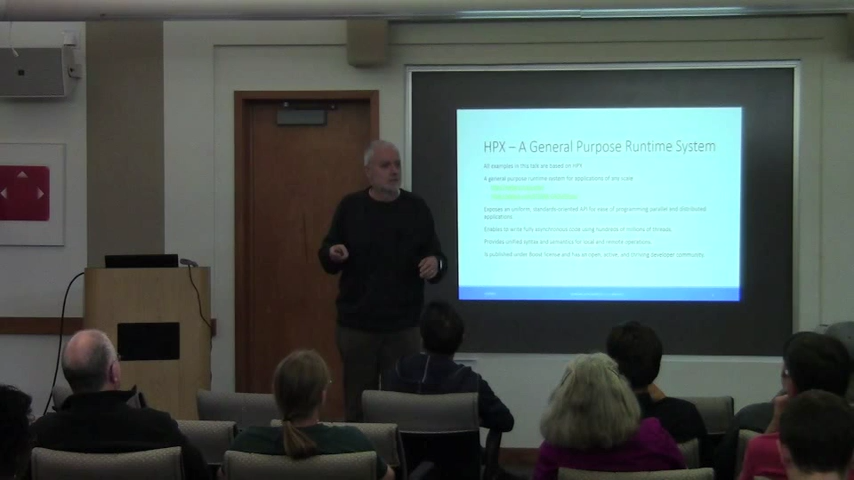 HPX – A General Purpose Runtime System
All examples in this talk are based on HPX
A general purpose runtime system for applications of any scale
Exposes an uniform, standards-oriented API for ease of programming parallel and distributed
applications
Enables to write fully asynchronous code using hundreds of millions of threads.
Provides unified syntax and semantics for local and remote operations.
Is published under Boost license and has an open, active, and thriving developer community.